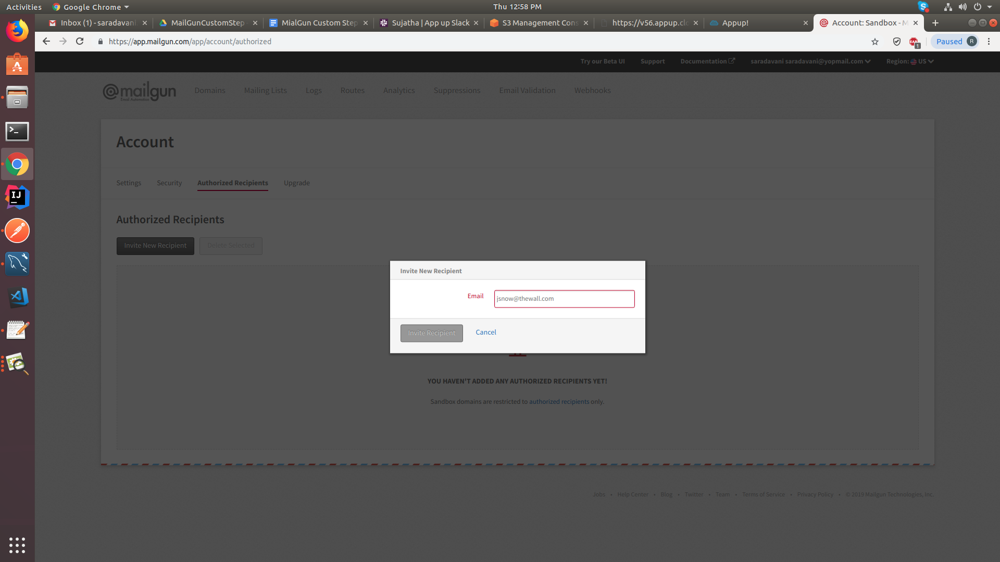 Activities Google Chrome Thu 12:58 PM
Inbox (1) - saradavani MailGunCustomStep MialGun Custom Step Sujatha | App up Slack S3 Management Cons https://v56.appup.clo Appup! Account: Sandbox - M
https://app.mailgun.com/app/account/authorized Paused R
1
Try our Beta UI Support Documentation saradavani saradavani@yopmail.com Region: US
@mailgun
Email Automation
Domains Mailing Lists Logs Routes Analytics Suppressions Email Validation Webhooks
Account
Settings Security Authorized Recipients Upgrade
Authorized Recipients
Invite New Recipient Delete Selected
Invite New Recipient
Email jsnow@thewall.com
Invite Recipient Cancel
YOU HAVEN'T ADDED ANY AUTHORIZED RECIPIENTS YET!
Sandbox domains are restricted to authorized recipients only.
Jobs • Help Center • Blog • Twitter • Team • Terms of Service • Privacy Policy • © 2019 Mailgun Technologies, Inc.